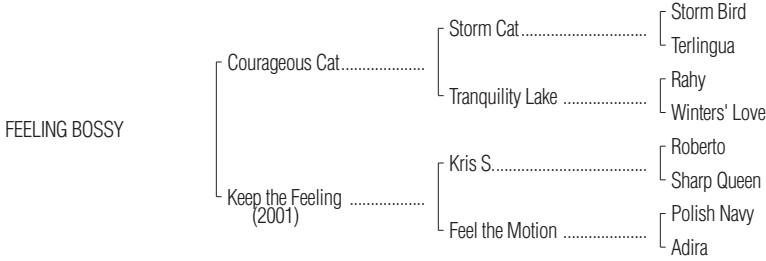 Storm Bird
Storm Cat..............................
Terlingua
Courageous Cat....................
Rahy
Tranquility Lake ....................
Winters' Love
FEELING BOSSY
Roberto
Kris S.....................................
Sharp Queen
Keep the Feeling ..................
(2001)
Polish Navy
Feel the Motion ....................
Adira